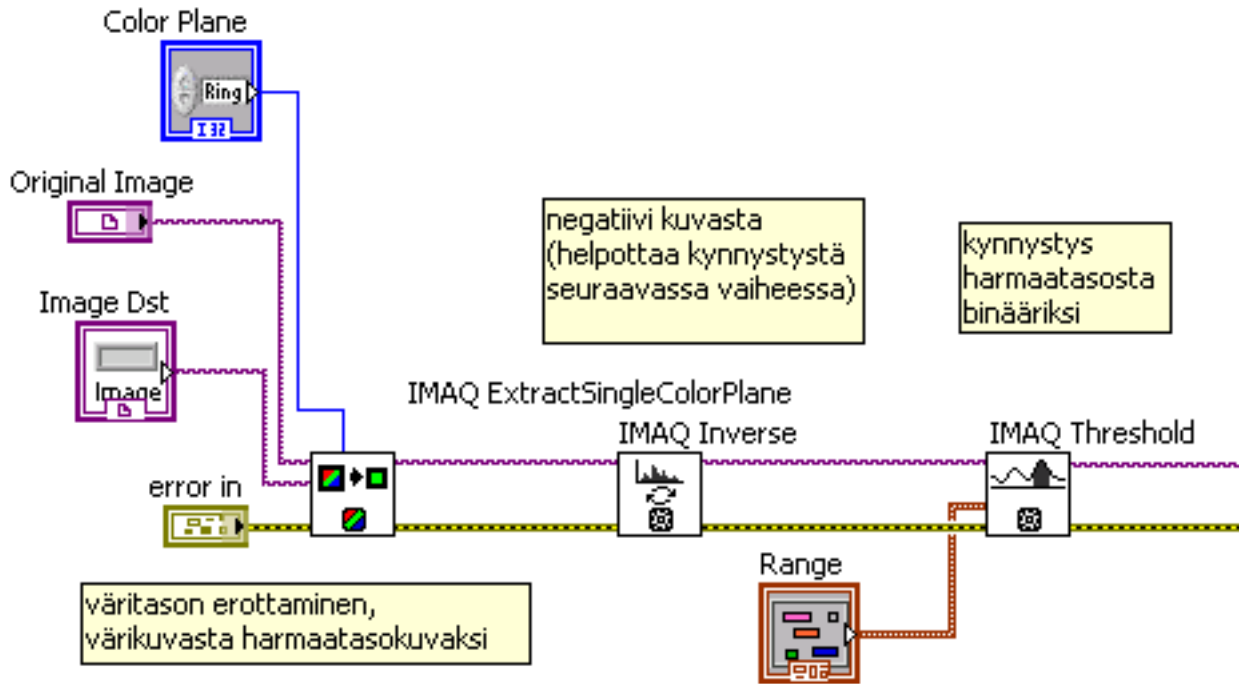 Color Plane
Ring
I32
Original Image
negatiivi kuvasta
(helpottaa kynnystystä
seuraavassa vaiheessa)
kynnystys
harmaatasosta
binääriksi
Image Dst
Image
IMAQ ExtractSingleColorPlane
IMAQ Inverse
IMAQ Threshold
error in
Range
väritason erottaminen,
värikuvasta harmaatasokuvaksi